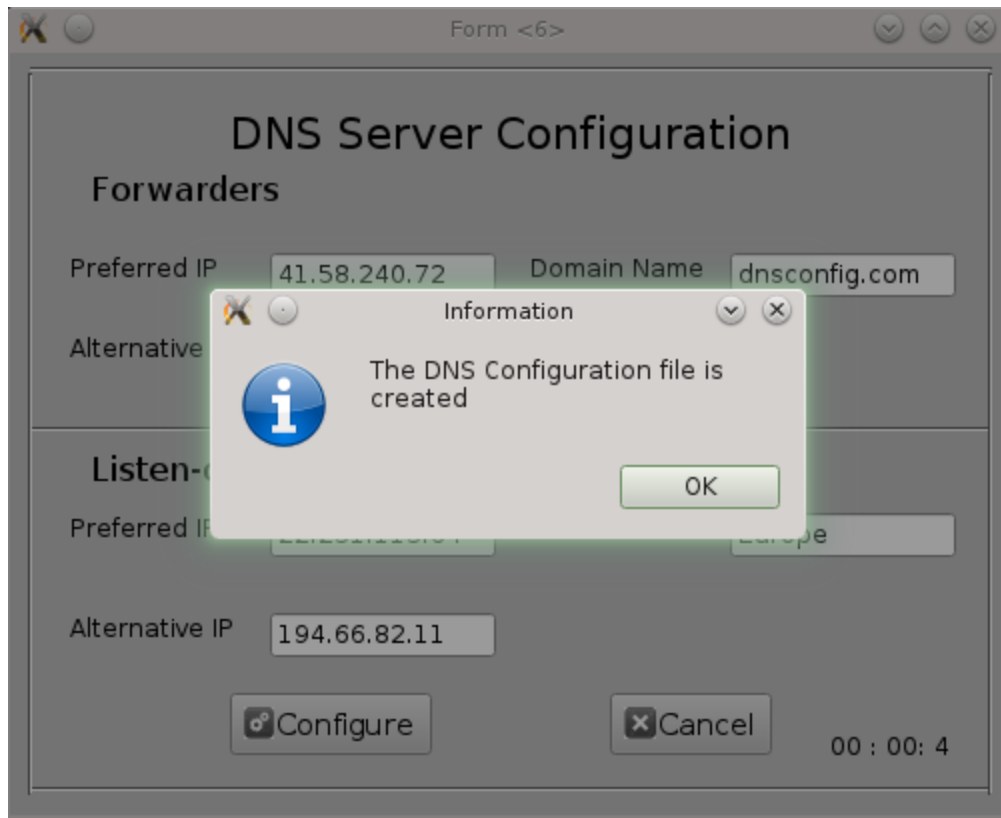 Form <6>
DNS Server Configuration
Forwarders
Preferred IP 41.58.240.72 Domain Name dnsconfig.com
Information
Alternative
The DNS Configuration file is
created
OK
Preferred
Europe
Alternative IP 194.66.82.11
Configure Cancel
00 : 00: 4